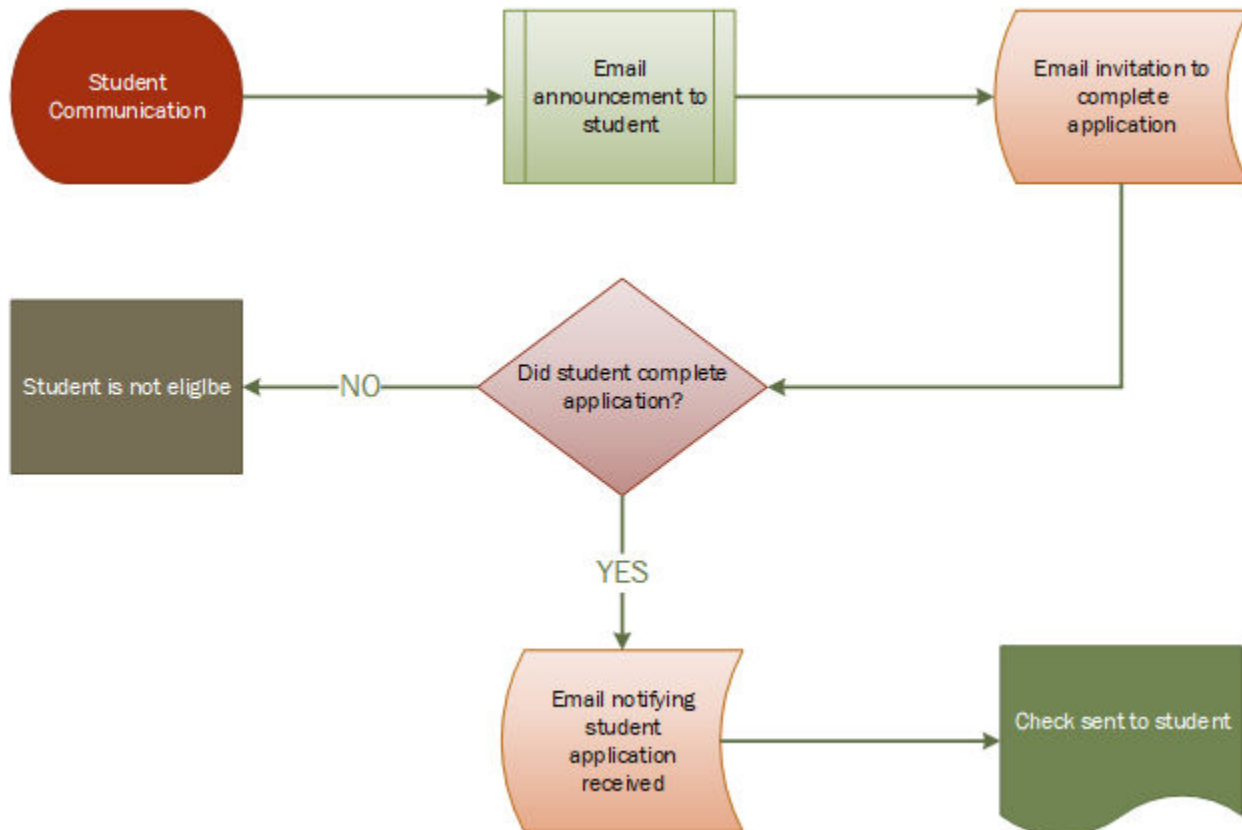 Student
Communication
Email
announcement to
student
Email invitation to
complete
application
Student is not eliglbe
NO
Did student complete
application?
YES
Email notifying
student
application
received
Check sent to student